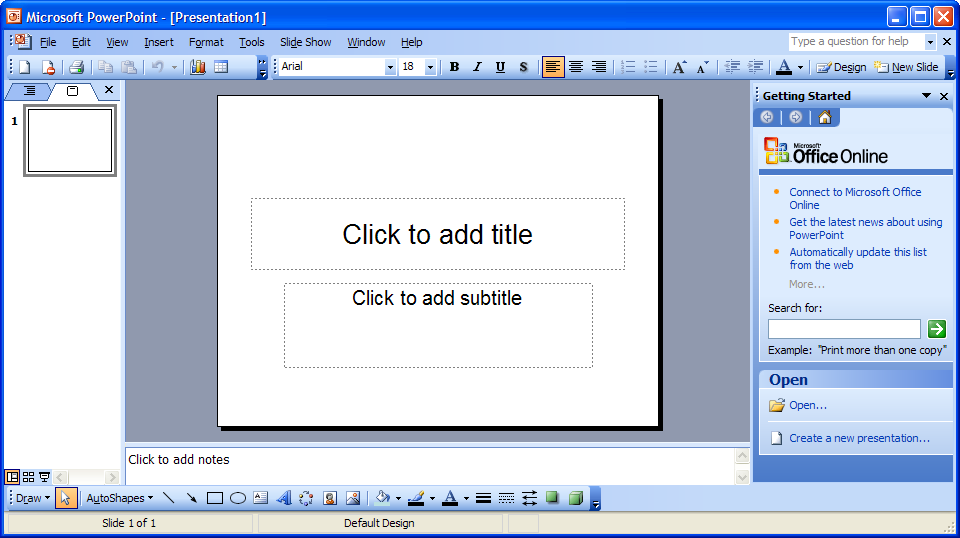 Microsoft PowerPoint - [Presentation1]
File Edit View Insert Format Tools Slide Show Window Help
Type a question for help
Arial 18 B I U S A A A Design New Slide
1
Click to add title
Click to add subtitle
Click to add notes
Getting Started
Microsoft
Office Online
Connect to Microsoft Office
Online
Get the latest news about using
PowerPoint
Automatically update this list
from the web
More...
Search for:
Example: "Print more than one copy"
Open
Open...
Create a new presentation...
Draw AutoShapes A A
Slide 1 of 1
Default Design